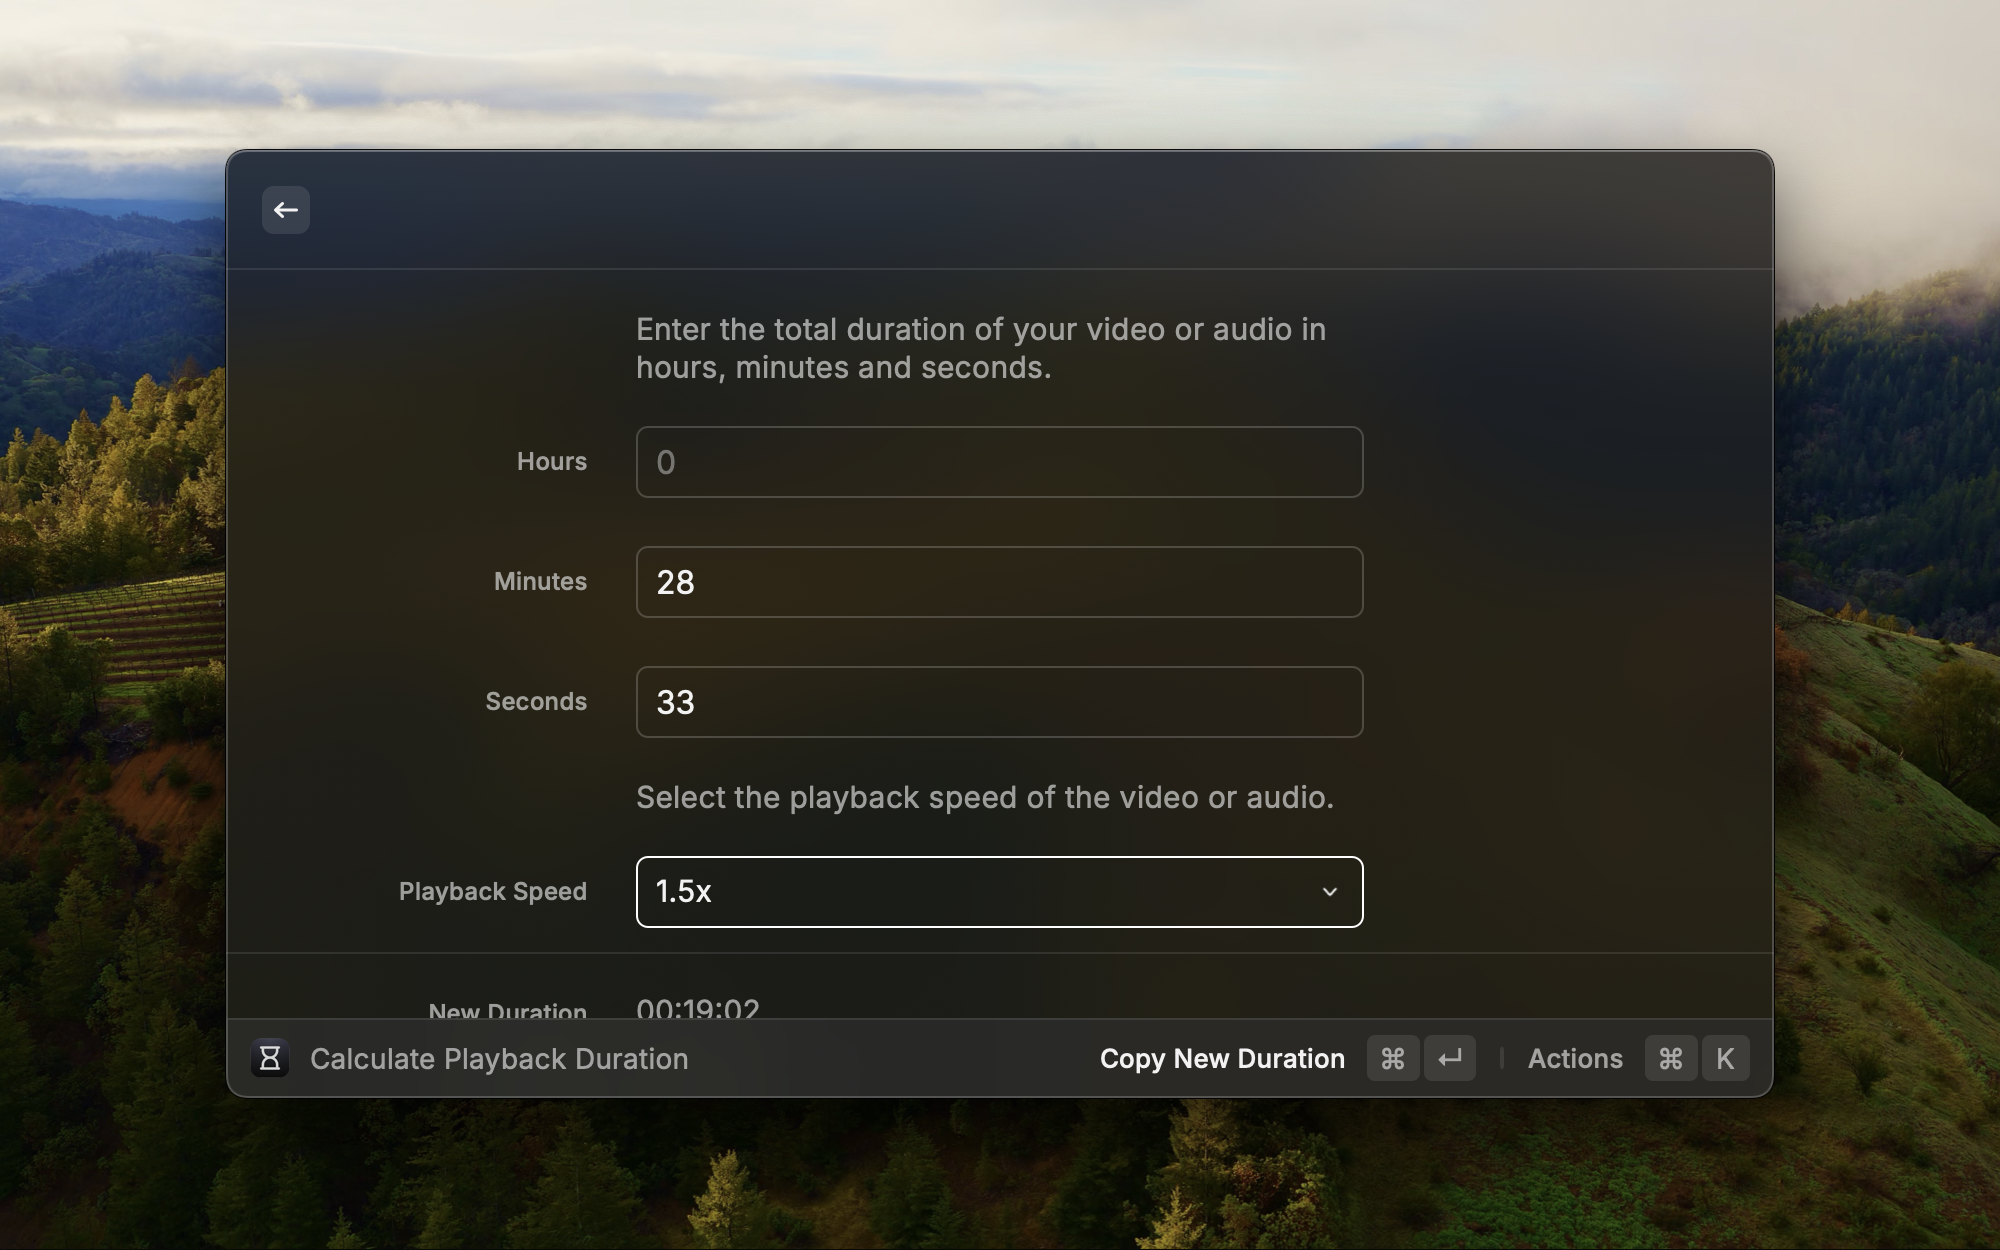 Enter the total duration of your video or audio in
hours, minutes and seconds.
Hours
0
Minutes
28
Seconds
33
Select the playback speed of the video or audio.
Playback Speed
1.5x
New Duration
00:19:02
Calculate Playback Duration
Copy New Duration ⌘ ↵
Actions ⌘ K